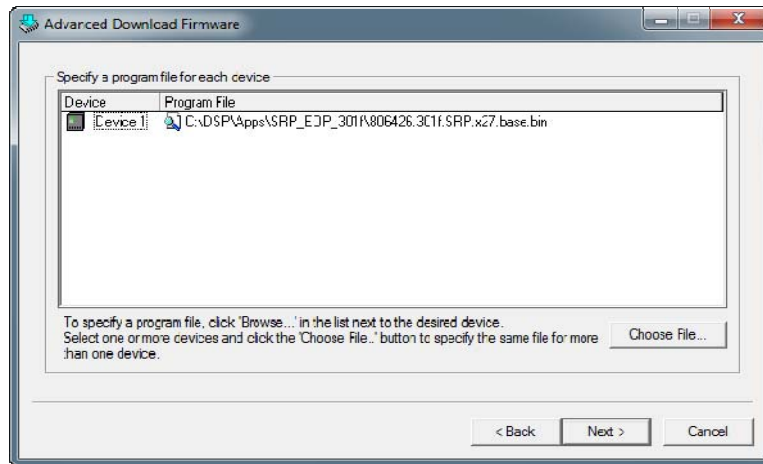 Advanced Download Firmware
Specify a program file for each device
Device Program File
Device 1 C:\DSP\Apps\SRP_EDP_301f\806426.301f.SRP.x27.base.bin
To specify a program file, click 'Browse...' in the list next to the desired device.
Select one or more devices and click the 'Choose File..' button to specify the same file for more
than one device.
Choose File...
< Back Next > Cancel